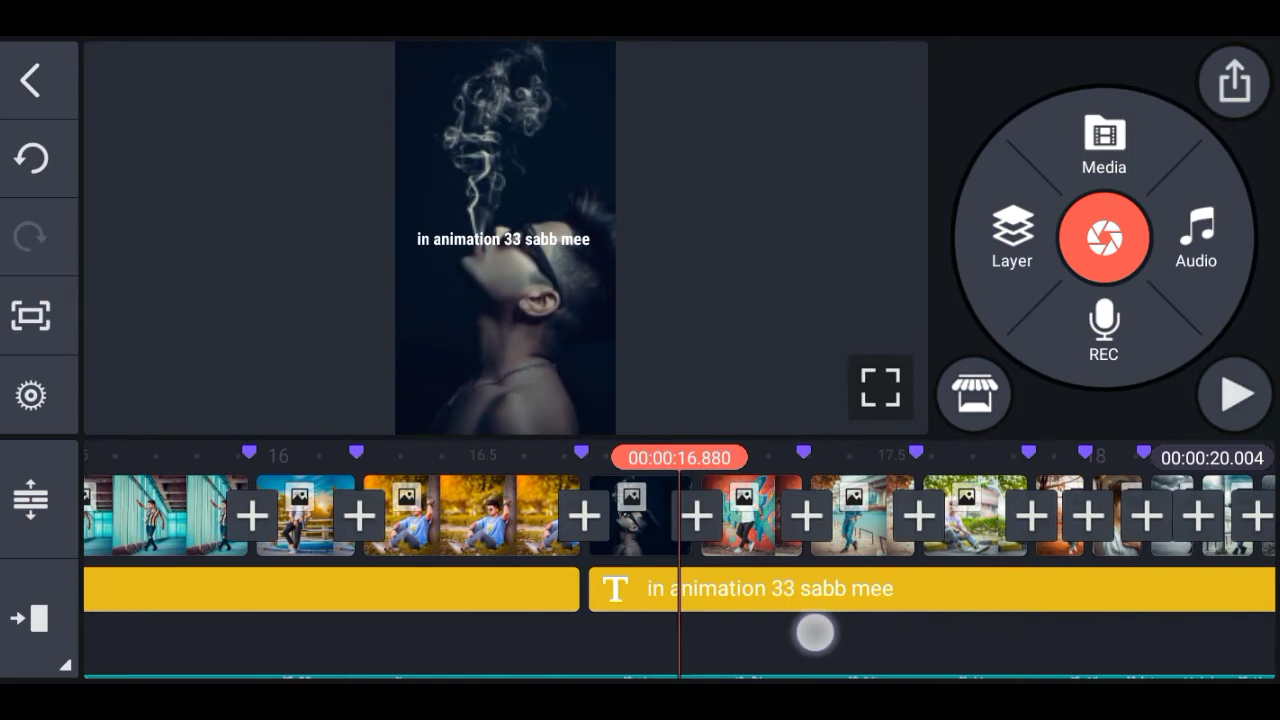 in animation 33 sabb mee
Media
Layer
Audio
REC
16
16.5
00:00:16.880
17.5
18
00:00:20.004
T in animation 33 sabb mee